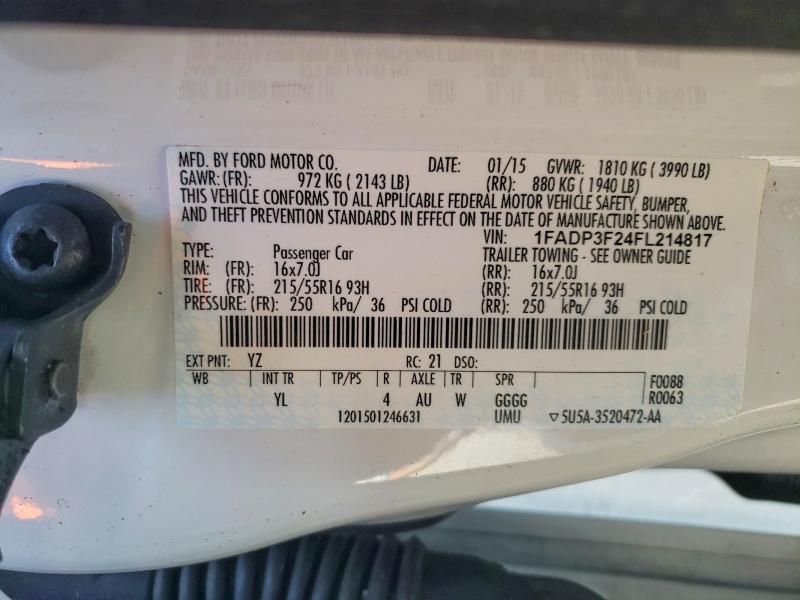 MFD. BY FORD MOTOR CO. DATE: 01/15 GVWR: 1810 KG ( 3990 LB)
GAWR: (FR): 972 KG ( 2143 LB) (RR): 880 KG ( 1940 LB)
THIS VEHICLE CONFORMS TO ALL APPLICABLE FEDERAL MOTOR VEHICLE SAFETY, BUMPER,
AND THEFT PREVENTION STANDARDS IN EFFECT ON THE DATE OF MANUFACTURE SHOWN ABOVE.
VIN: 1FADP3F24FL214817
TYPE: Passenger Car TRAILER TOWING - SEE OWNER GUIDE
RIM: (FR): 16x7.0J (RR): 16x7.0J
TIRE: (FR): 215/55R16 93H (RR): 215/55R16 93H
PRESSURE: (FR): 250 kPa/ 36 PSI COLD (RR): 250 kPa/ 36 PSI COLD
EXT PNT: YZ RC: 21 DSO:
WB INT TR TP/PS R AXLE TR SPR F0088
YL 4 AU W GGGG R0063
1201501246631 UMU ▽5U5A-3520472-AA